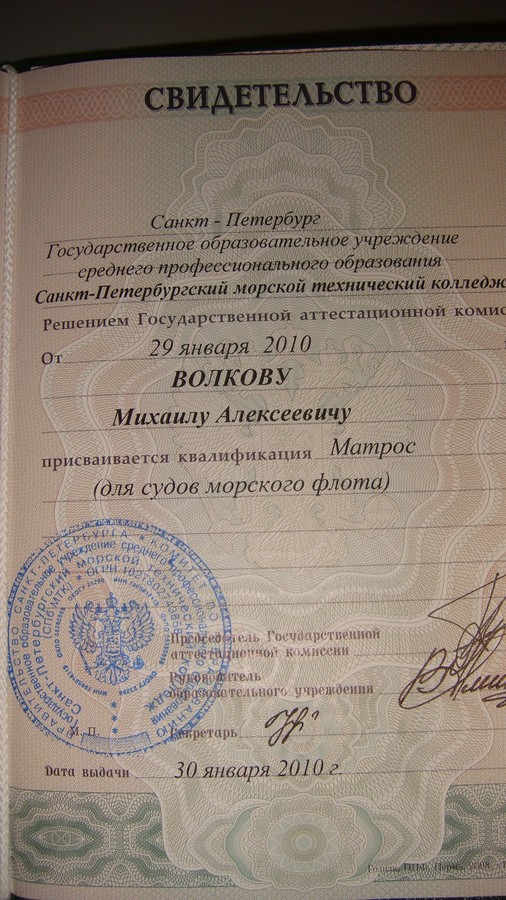 СВИДЕТЕЛЬСТВО
Санкт - Петербург
Государственное образовательное учреждение
среднего профессионального образования
Санкт-Петербургский морской технический колледж
Решением Государственной аттестационной комис
От 29 января 2010
ВОЛКОВУ
Михаилу Алексеевичу
присваивается квалификация Матрос
(для судов морского флота)
Председатель Государственной
аттестационной комиссии
Руководитель
образовательного учреждения
М. П. Секретарь
Дата выдачи 30 января 2010 г.
Пермь, 2008